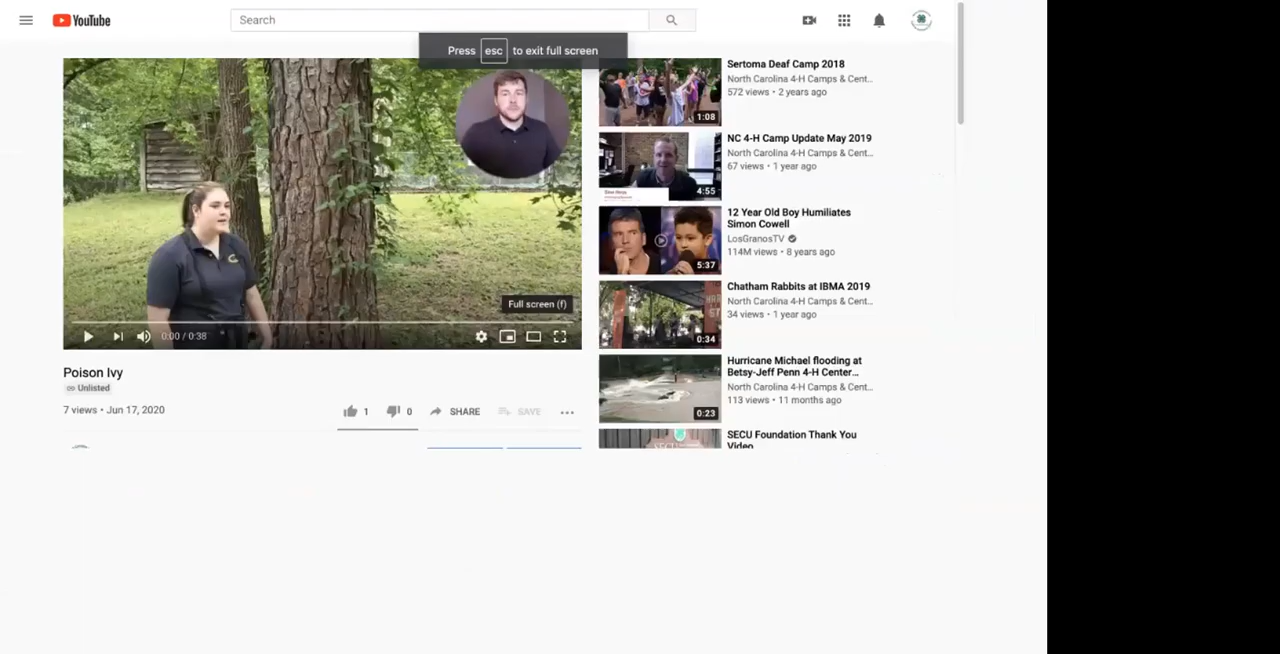 YouTube
Search
Press esc to exit full screen
Full screen (f)
0:00 / 0:38
Poison Ivy
Unlisted
7 views • Jun 17, 2020
1
0
SHARE
SAVE
1:08
Sertoma Deaf Camp 2018
North Carolina 4-H Camps & Cent...
572 views • 2 years ago
4:55
NC 4-H Camp Update May 2019
North Carolina 4-H Camps & Cent...
67 views • 1 year ago
5:37
12 Year Old Boy Humiliates
Simon Cowell
LosGranosTV
114M views • 8 years ago
0:34
Chatham Rabbits at IBMA 2019
North Carolina 4-H Camps & Cent...
34 views • 1 year ago
0:23
Hurricane Michael flooding at
Betsy-Jeff Penn 4-H Center...
North Carolina 4-H Camps & Cent...
113 views • 11 months ago
SECU Foundation Thank You
Video